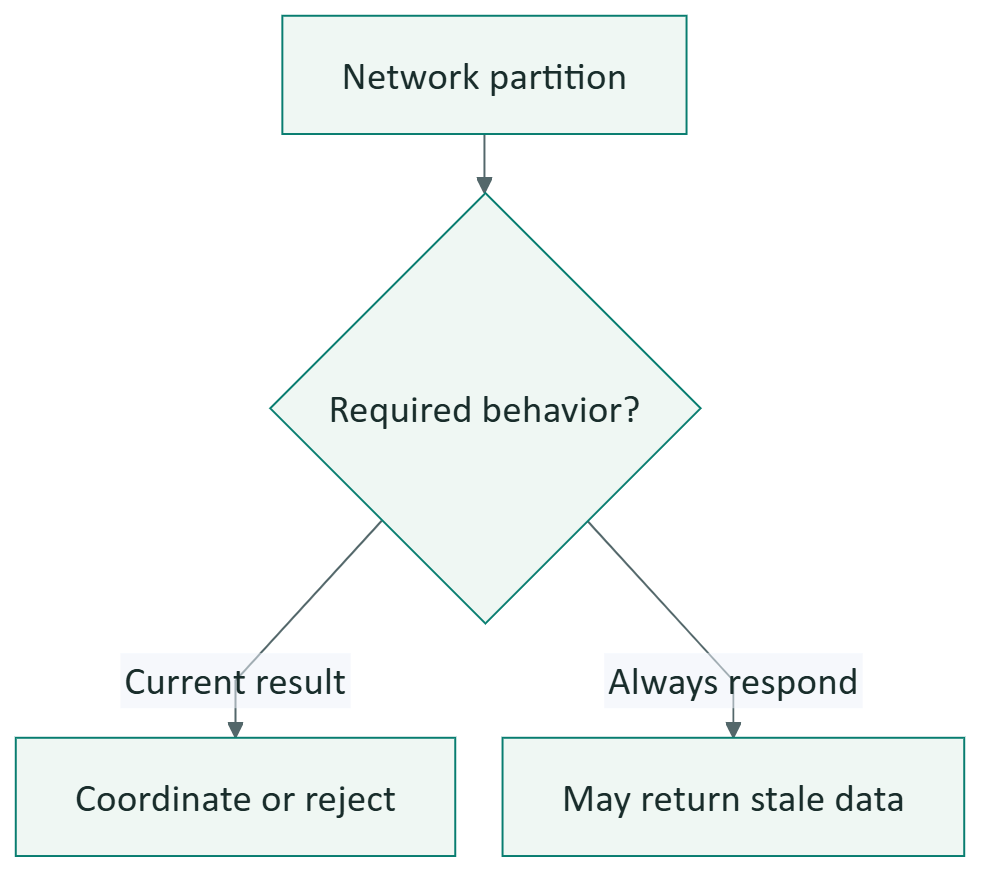 Network partition
Required behavior?
Current result
Always respond
Coordinate or reject
May return stale data